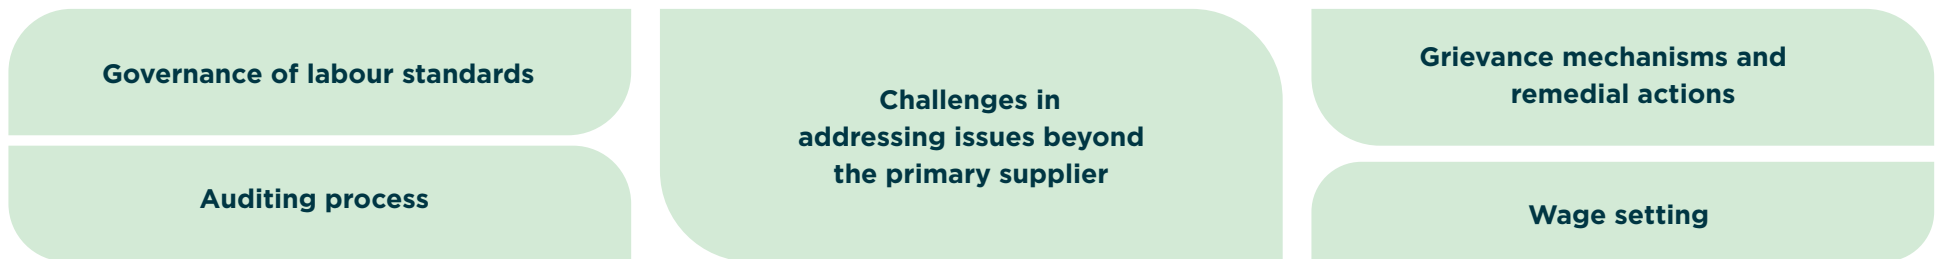 Governance of labour standards
Auditing process
Challenges in
addressing issues beyond
the primary supplier
Grievance mechanisms and
remedial actions
Wage setting